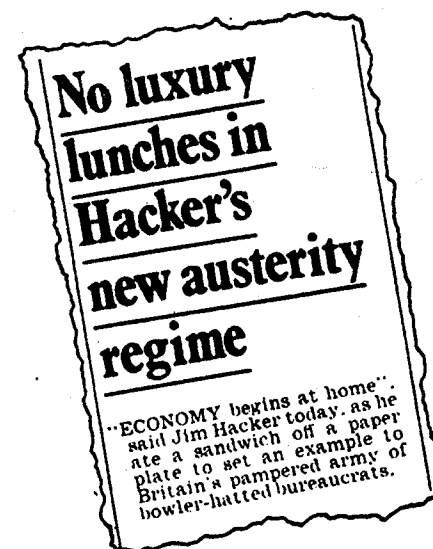 No luxury
lunches in
Hacker's
new austerity
regime
"ECONOMY begins at home",
said Jim Hacker today, as he
ate a sandwich off a paper
plate to set an example to
Britain's pampered army of
bowler-hatted bureaucrats.